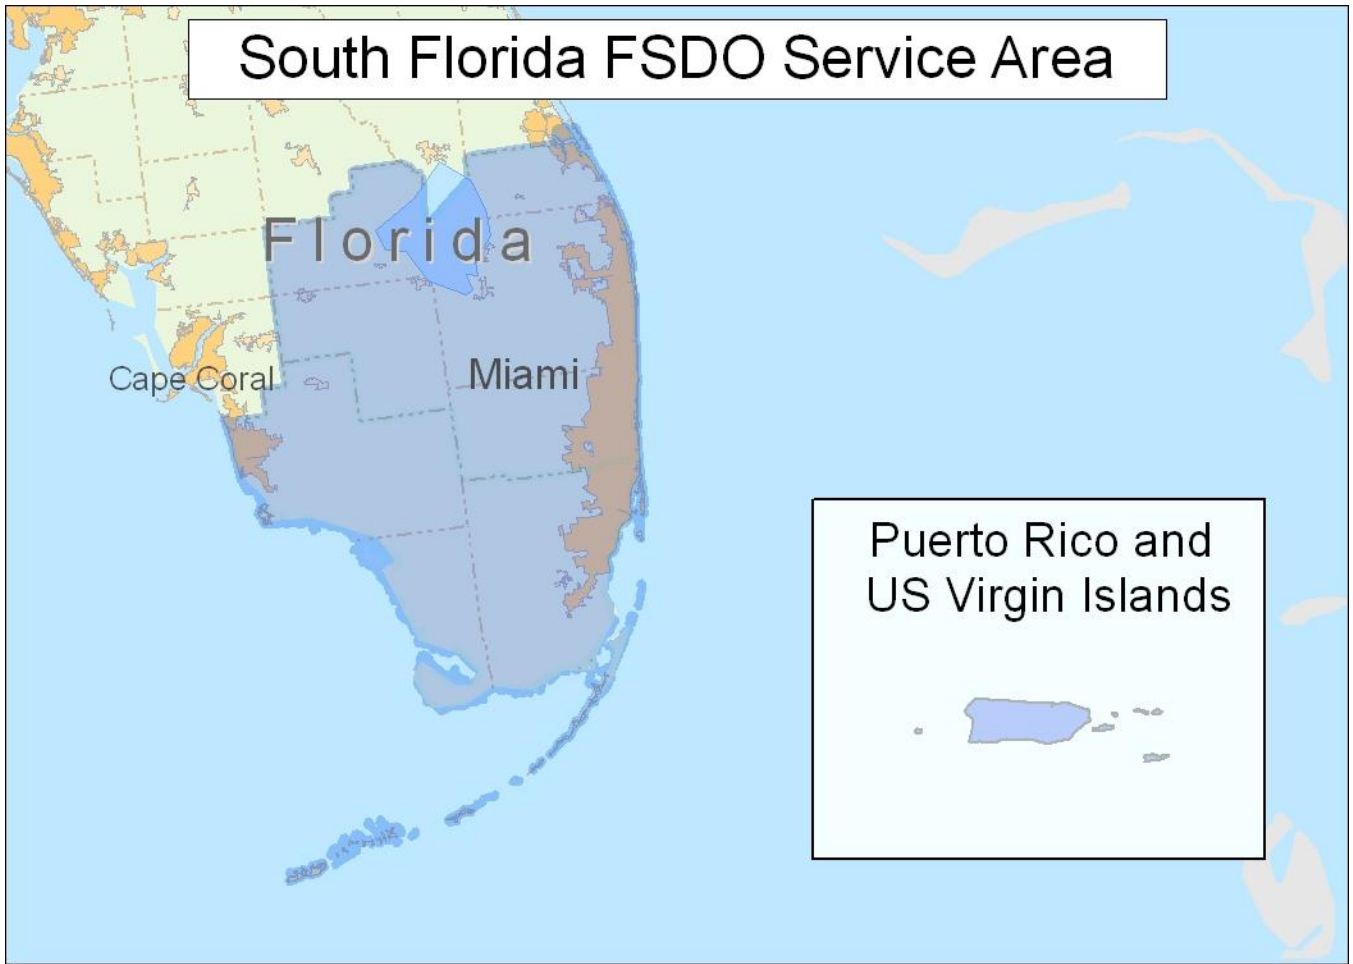 South Florida FSDO Service Area
Florida
Cape Coral
Miami
Puerto Rico and
US Virgin Islands